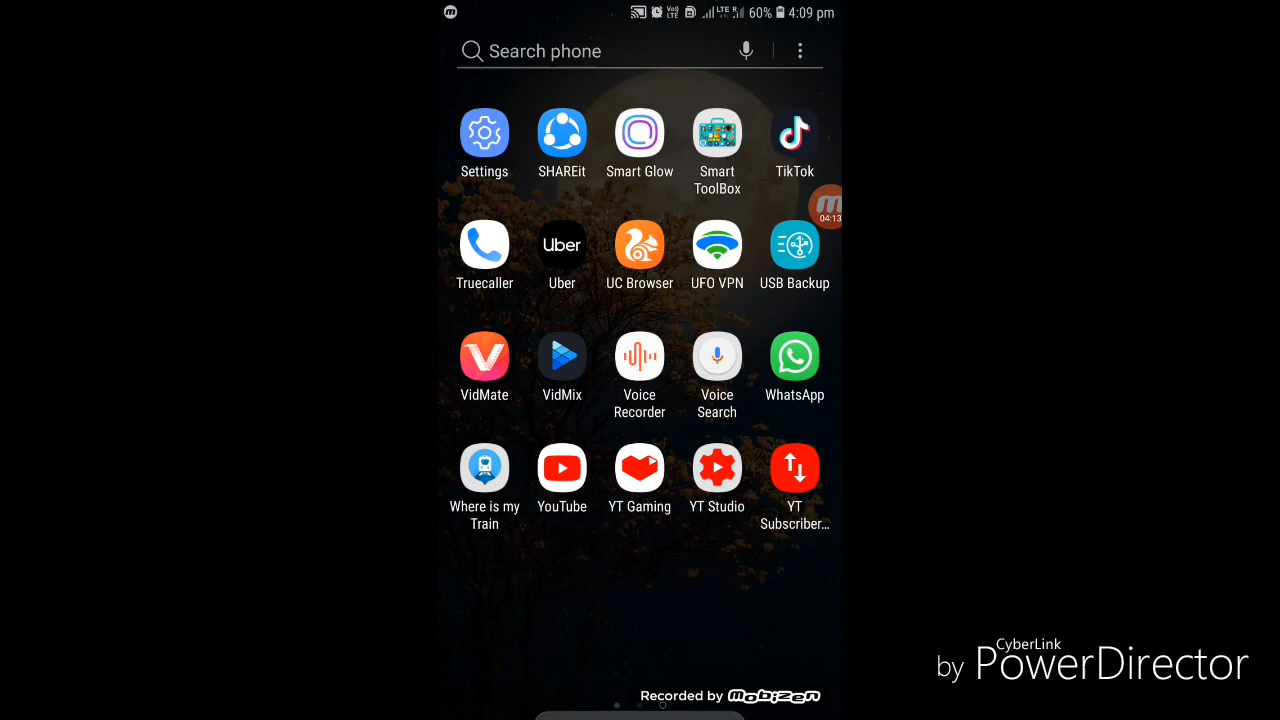 LTE R 60% 4:09 pm
Search phone
Settings SHAREit Smart Glow Smart ToolBox TikTok
04:13
Uber
Truecaller Uber UC Browser UFO VPN USB Backup
VidMate VidMix Voice Recorder Voice Search WhatsApp
Where is my Train YouTube YT Gaming YT Studio YT Subscriber...
CyberLink
by PowerDirector
Recorded by mobizen